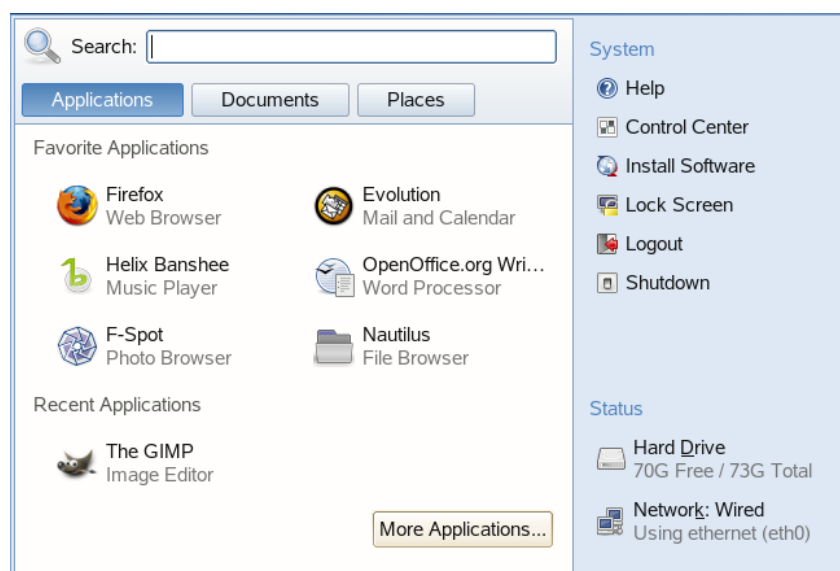 Search:
Applications
Documents
Places
Favorite Applications
Firefox
Web Browser
Evolution
Mail and Calendar
Helix Banshee
Music Player
OpenOffice.org Wri...
Word Processor
F-Spot
Photo Browser
Nautilus
File Browser
Recent Applications
The GIMP
Image Editor
More Applications...
System
Help
Control Center
Install Software
Lock Screen
Logout
Shutdown
Status
Hard Drive
70G Free / 73G Total
Network: Wired
Using ethernet (eth0)